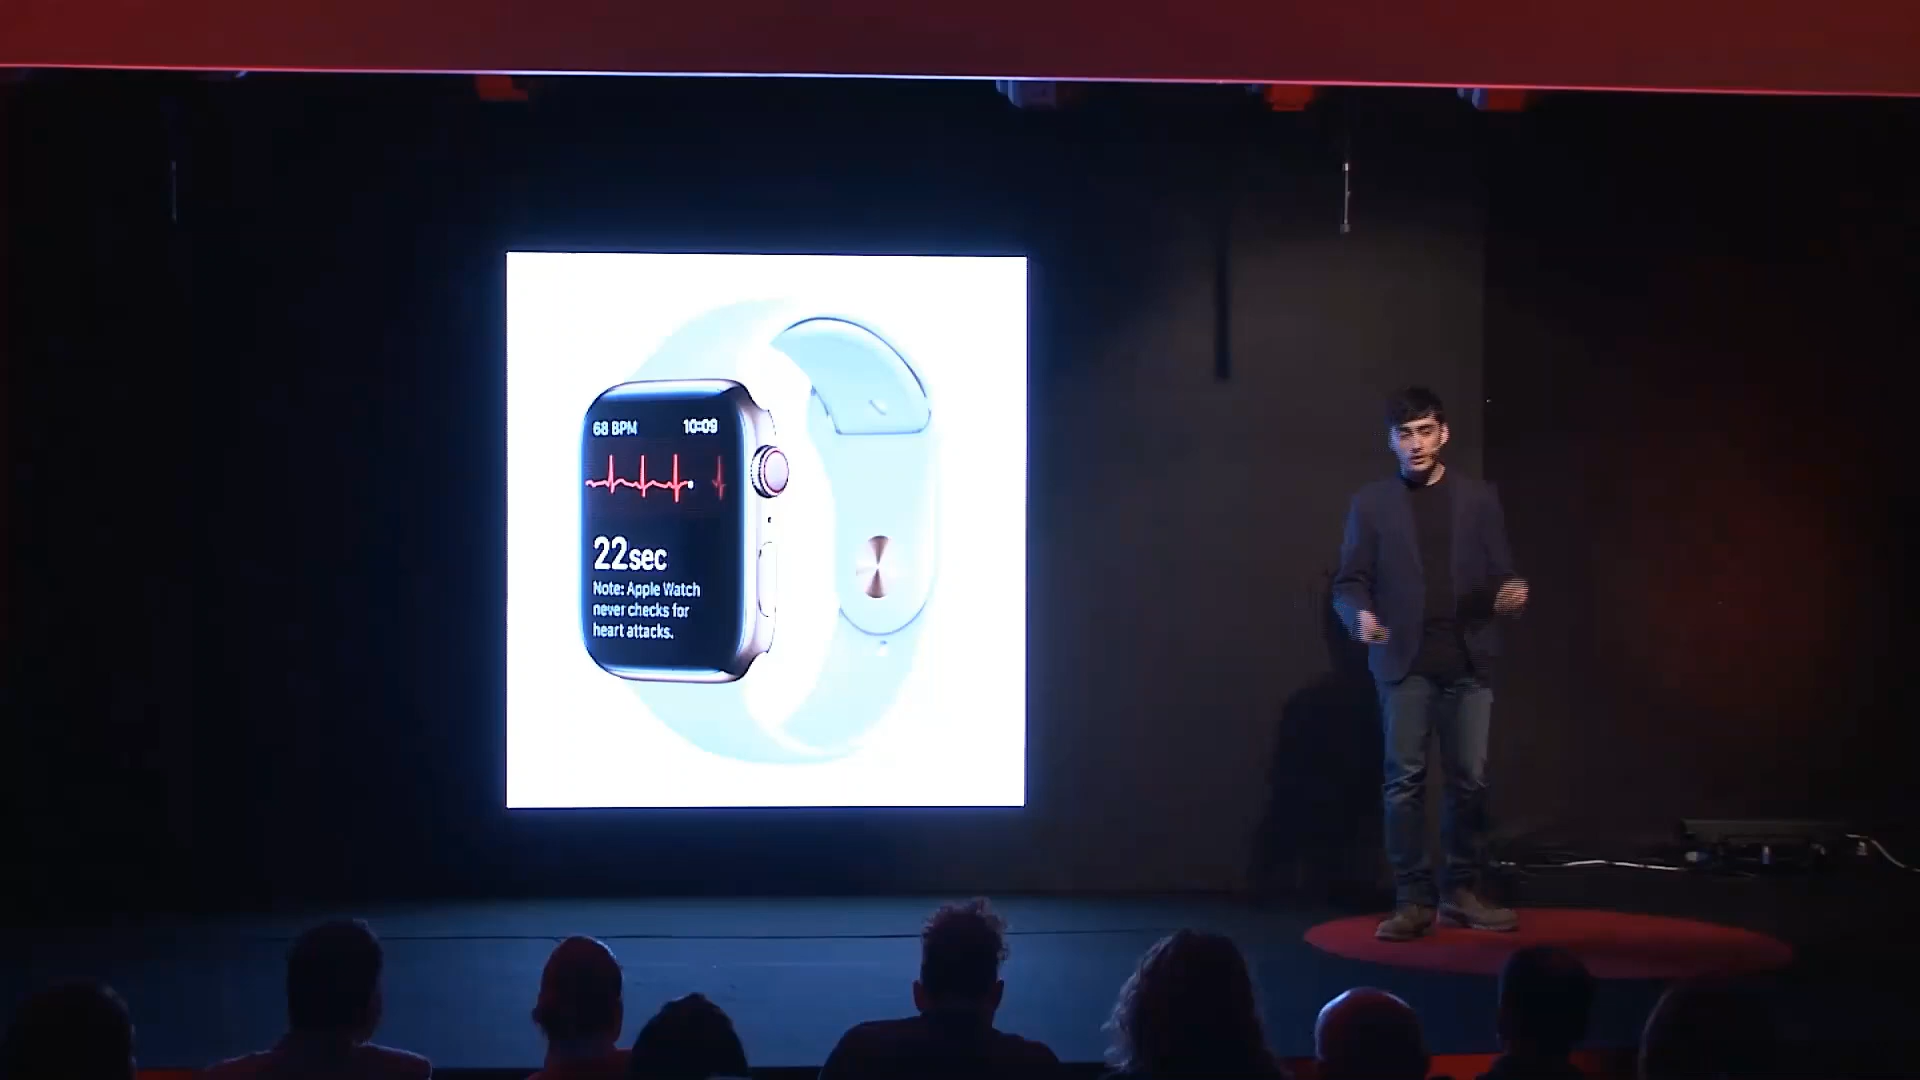 68 BPM 10:09
22sec
Note: Apple Watch
never checks for
heart attacks.